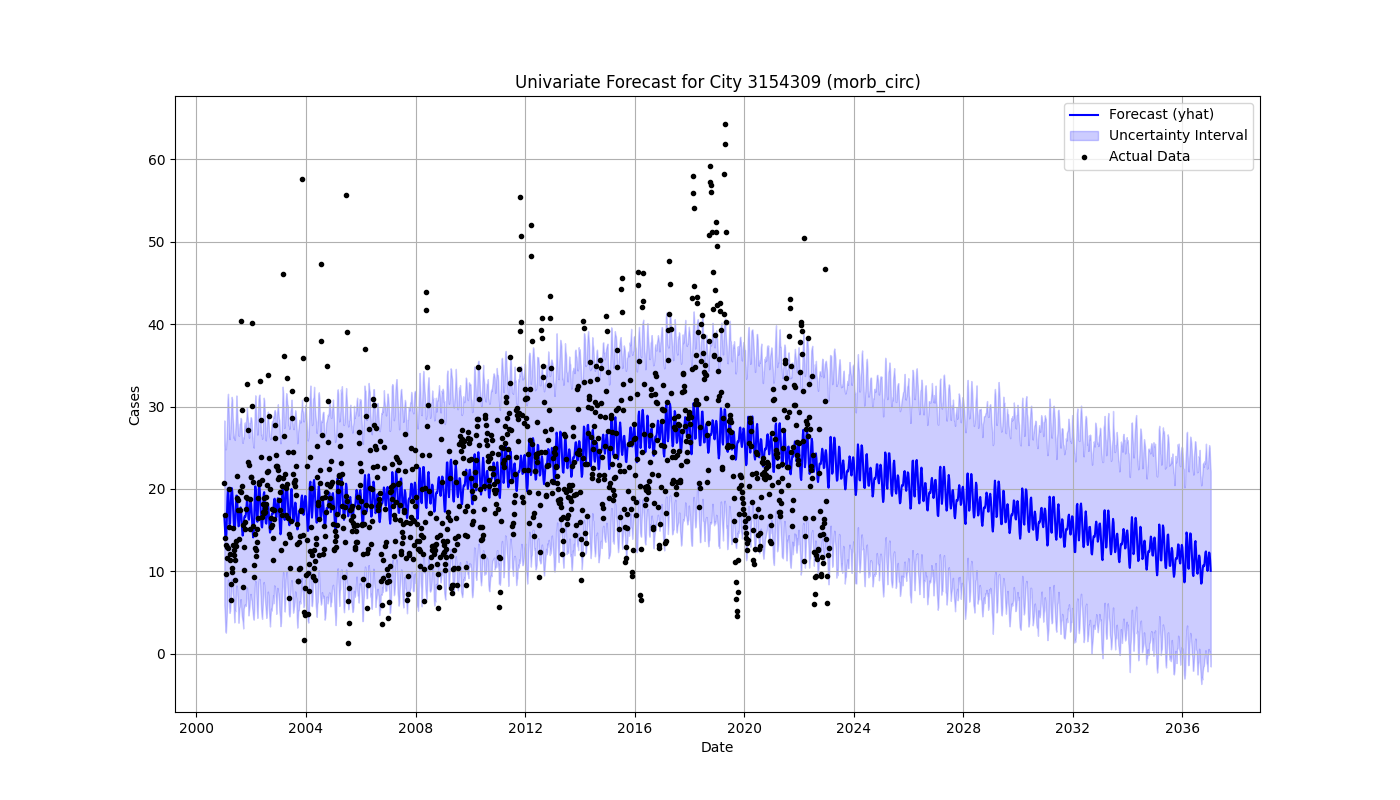 Univariate Forecast for City 3154309 (morb_circ)
Forecast (yhat)
Uncertainty Interval
Actual Data
Cases
60
50
40
30
20
10
0
2000 2004 2008 2012 2016 2020 2024 2028 2032 2036
Date